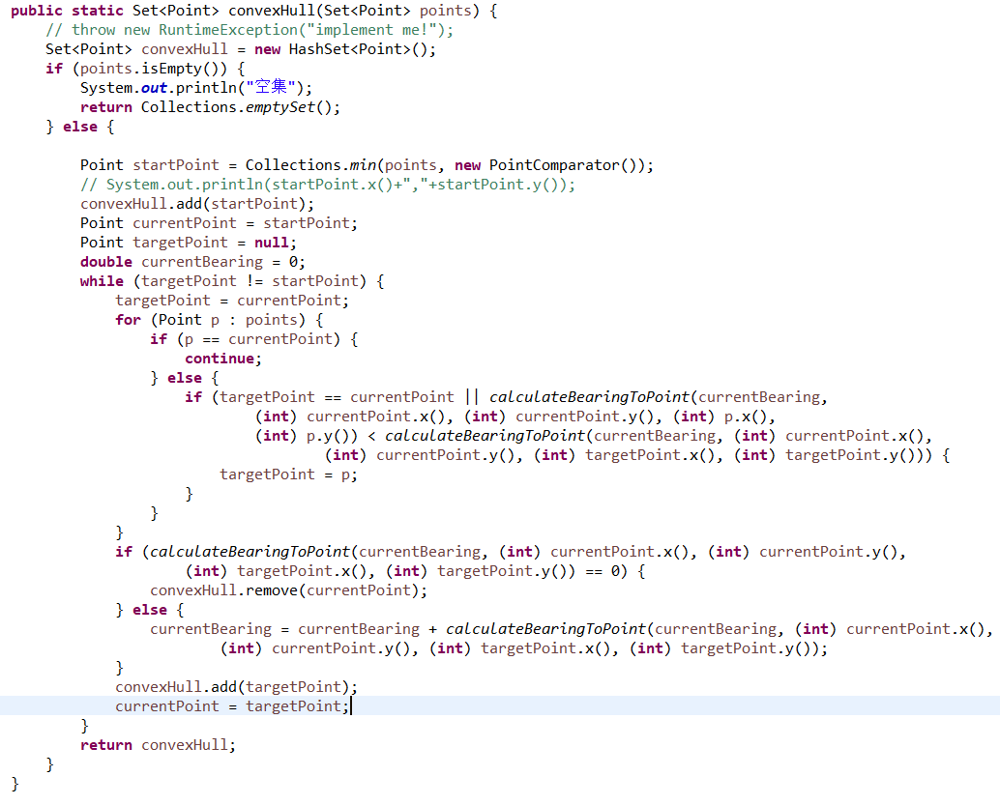 public static Set<Point> convexHull(Set<Point> points) {
// throw new RuntimeException("implement me!");
Set<Point> convexHull = new HashSet<Point>();
if (points.isEmpty()) {
System.out.println("空集");
return Collections.emptySet();
} else {
Point startPoint = Collections.min(points, new PointComparator());
// System.out.println(startPoint.x()+","+startPoint.y());
convexHull.add(startPoint);
Point currentPoint = startPoint;
Point targetPoint = null;
double currentBearing = 0;
while (targetPoint != startPoint) {
targetPoint = currentPoint;
for (Point p : points) {
if (p == currentPoint) {
continue;
} else {
if (targetPoint == currentPoint || calculateBearingToPoint(currentBearing,
(int) currentPoint.x(), (int) currentPoint.y(), (int) p.x(),
(int) p.y()) < calculateBearingToPoint(currentBearing, (int) currentPoint.x(),
(int) currentPoint.y(), (int) targetPoint.x(), (int) targetPoint.y())) {
targetPoint = p;
}
}
}
if (calculateBearingToPoint(currentBearing, (int) currentPoint.x(), (int) currentPoint.y(),
(int) targetPoint.x(), (int) targetPoint.y()) == 0) {
convexHull.remove(currentPoint);
} else {
currentBearing = currentBearing + calculateBearingToPoint(currentBearing, (int) currentPoint.x(),
(int) currentPoint.y(), (int) targetPoint.x(), (int) targetPoint.y());
}
convexHull.add(targetPoint);
currentPoint = targetPoint;
}
return convexHull;
}
}